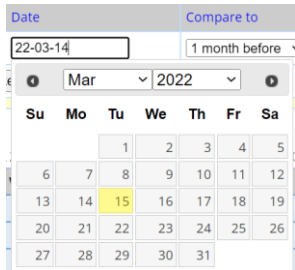 Date Compare to
22-03-14 1 month before
Mar 2022
Su Mo Tu We Th Fr Sa
1 2 3 4 5
6 7 8 9 10 11 12
13 14 15 16 17 18 19
20 21 22 23 24 25 26
27 28 29 30 31